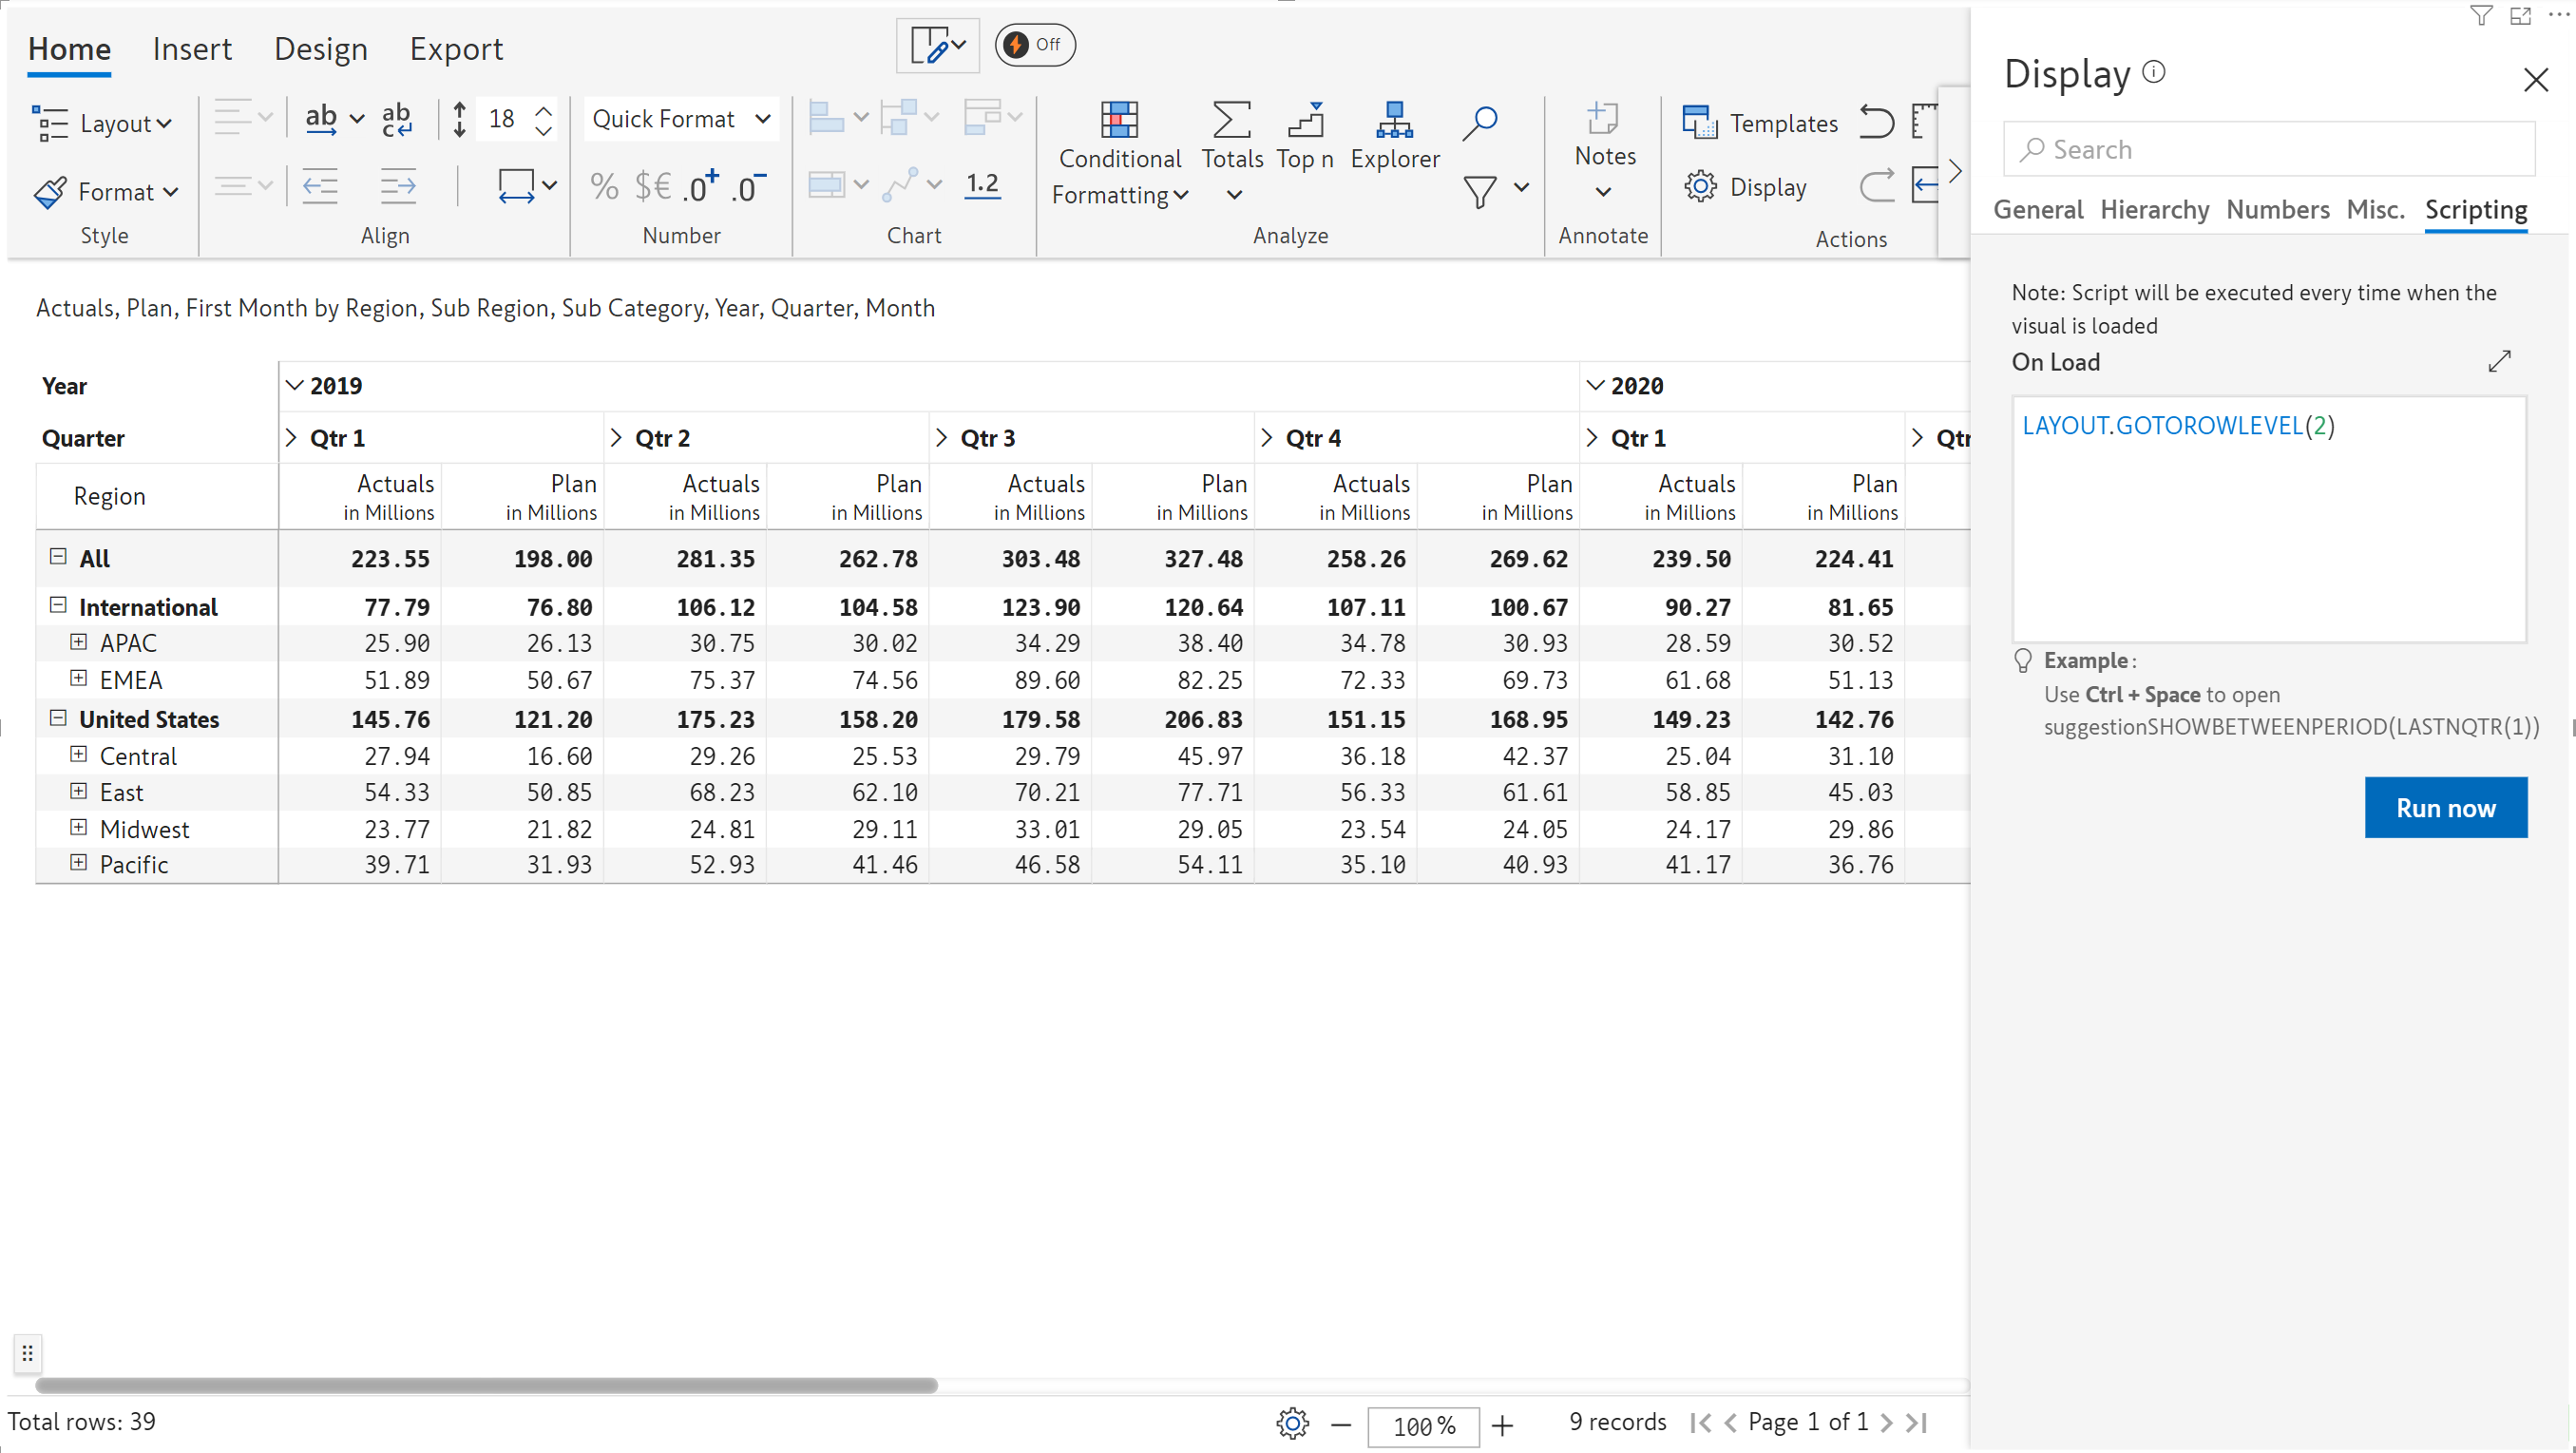 Home Insert Design Export Off
Layout ab ab c 18 Quick Format Conditional Formatting Totals Top n Explorer Notes Templates
Format % $€ .0+ .0- 1.2 Display
Style Align Number Chart Analyze Annotate Actions
Actuals, Plan, First Month by Region, Sub Region, Sub Category, Year, Quarter, Month
Year 2019 2020
Quarter Qtr 1 Qtr 2 Qtr 3 Qtr 4 Qtr 1 Qtr
Region Actuals Plan Actuals Plan Actuals Plan Actuals Plan Actuals Plan
in Millions in Millions in Millions in Millions in Millions in Millions in Millions in Millions in Millions in Millions
All 223.55 198.00 281.35 262.78 303.48 327.48 258.26 269.62 239.50 224.41
International 77.79 76.80 106.12 104.58 123.90 120.64 107.11 100.67 90.27 81.65
APAC 25.90 26.13 30.75 30.02 34.29 38.40 34.78 30.93 28.59 30.52
EMEA 51.89 50.67 75.37 74.56 89.60 82.25 72.33 69.73 61.68 51.13
United States 145.76 121.20 175.23 158.20 179.58 206.83 151.15 168.95 149.23 142.76
Central 27.94 16.60 29.26 25.53 29.79 45.97 36.18 42.37 25.04 31.10
East 54.33 50.85 68.23 62.10 70.21 77.71 56.33 61.61 58.85 45.03
Midwest 23.77 21.82 24.81 29.11 33.01 29.05 23.54 24.05 24.17 29.86
Pacific 39.71 31.93 52.93 41.46 46.58 54.11 35.10 40.93 41.17 36.76
Total rows: 39 100% 9 records Page 1 of 1
Display
Search
General Hierarchy Numbers Misc. Scripting
Note: Script will be executed every time when the
visual is loaded
On Load
LAYOUT.GOTOROWLEVEL(2)
Example:
Use Ctrl + Space to open
suggestionSHOWBETWEENPERIOD(LASTNQTR(1))
Run now